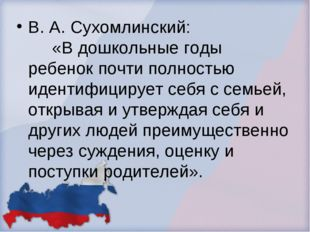 • В. А. Сухомлинский:
«В дошкольные годы
ребенок почти полностью
идентифицирует себя с семьей,
открывая и утверждая себя и
других людей преимущественно
через суждения, оценку и
поступки родителей».